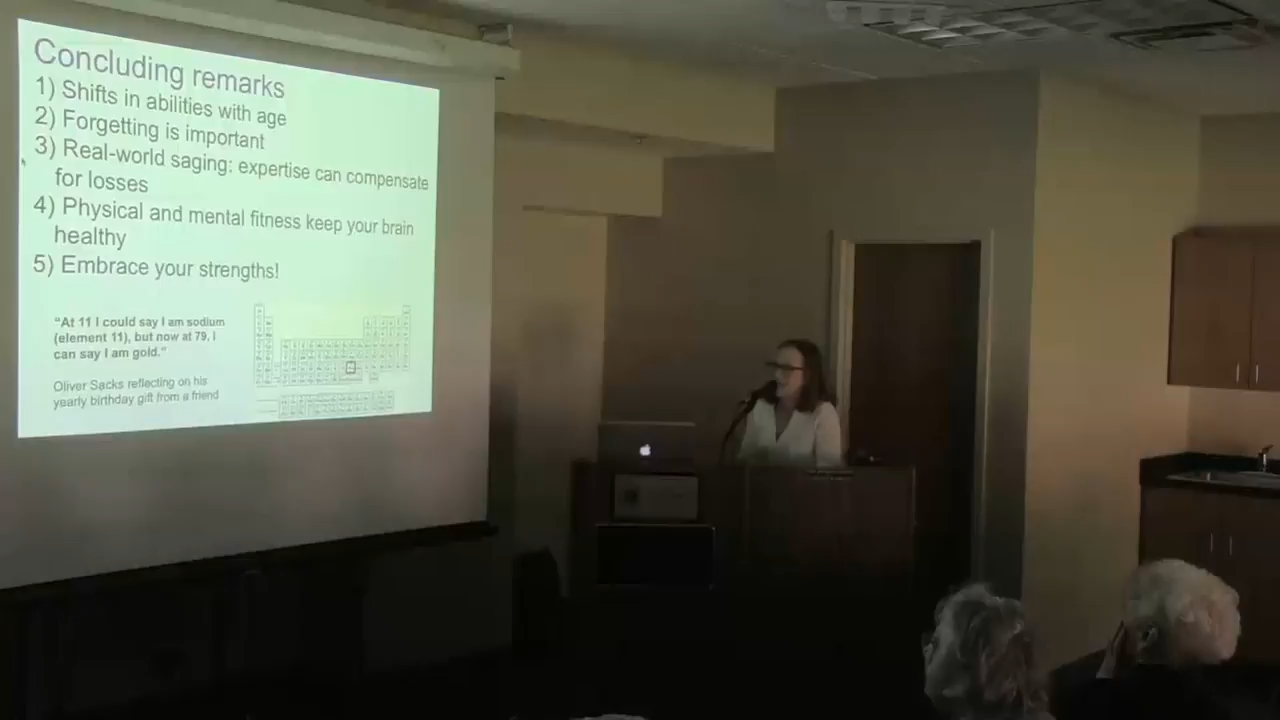 Concluding remarks
1) Shifts in abilities with age
2) Forgetting is important
3) Real-world saging: expertise can compensate
for losses
4) Physical and mental fitness keep your brain
healthy
5) Embrace your strengths!
“At 11 I could say I am sodium
(element 11), but now at 79, I
can say I am gold.”
Oliver Sacks reflecting on his
yearly birthday gift from a friend